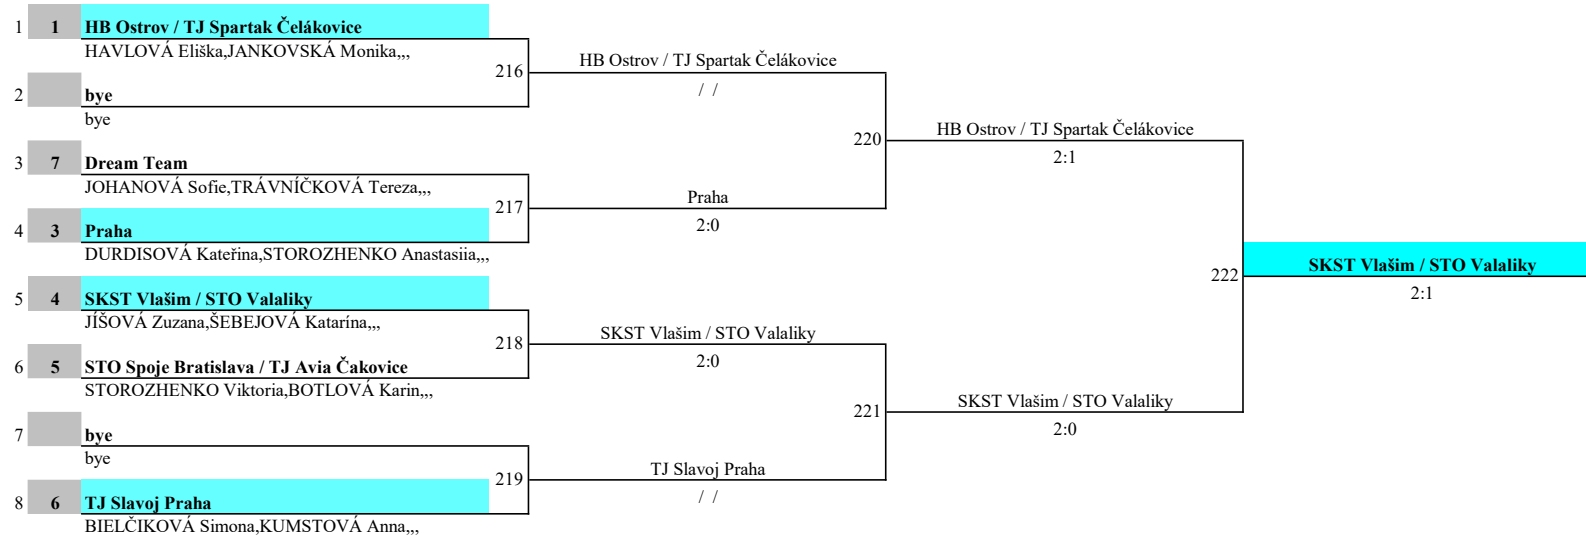 1 1 HB Ostrov / TJ Spartak Čelákovice
HAVLOVÁ Eliška,JANKOVSKÁ Monika,,,
216
HB Ostrov / TJ Spartak Čelákovice
/ /
2 bye
bye
220
HB Ostrov / TJ Spartak Čelákovice
2:1
3 7 Dream Team
JOHANOVÁ Sofie,TRÁVNÍČKOVÁ Tereza,,,
217
Praha
2:0
4 3 Praha
DURDISOVÁ Kateřina,STOROZHENKO Anastasiia,,,
222
SKST Vlašim / STO Valaliky
2:1
5 4 SKST Vlašim / STO Valaliky
JÍŠOVÁ Zuzana,ŠEBEJOVÁ Katarína,,,
218
SKST Vlašim / STO Valaliky
2:0
6 5 STO Spoje Bratislava / TJ Avia Čakovice
STOROZHENKO Viktoria,BOTLOVÁ Karin,,,
221
SKST Vlašim / STO Valaliky
2:0
7 bye
bye
219
TJ Slavoj Praha
/ /
8 6 TJ Slavoj Praha
BIELČIKOVÁ Simona,KUMSTOVÁ Anna,,,